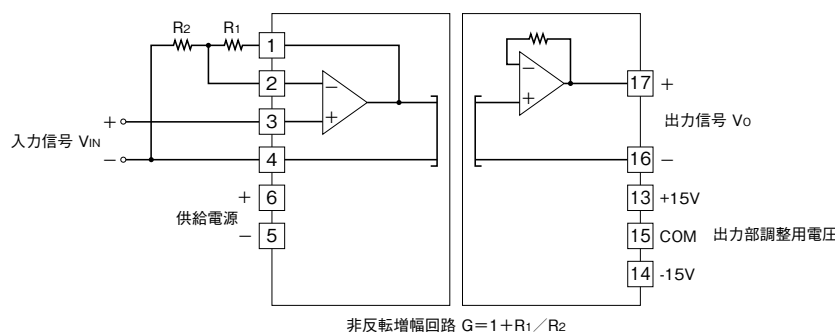 R2 R1
1
2
3
4
6
5
入力信号 VIN
+
−
+
供給電源
−
−
+
−
+
17 +
出力信号 VO
16 −
13 +15V
15 COM 出力部調整用電圧
14 -15V
非反転増幅回路 G=1+R1/R2